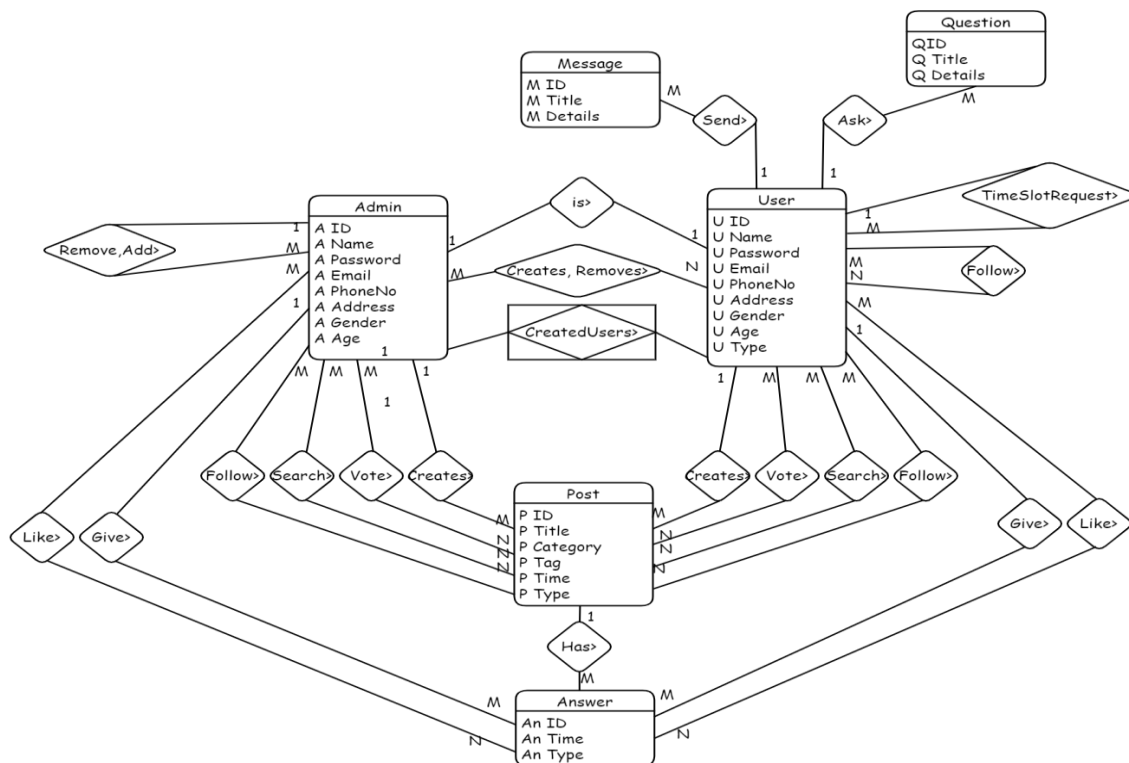 Question
QID
Q Title
Q Details
Message
M ID
M Title
M Details
M
M
Send>
Ask>
1
1
User
U ID
U Name
U Password
U Email
U PhoneNo
U Address
U Gender
U Age
U Type
TimeSlotRequest>
1
M
Follow>
M
N
Admin
A ID
A Name
A Password
A Email
A PhoneNo
A Address
A Gender
A Age
Remove,Add>
1
M
is>
1
1
Creates, Removes>
M
N
CreatedUsers>
1
M
1
M
1
M
M
M
1
1
1
M
M
M
Follow>
Search>
Vote>
Creates>
Creates>
Vote>
Search>
Follow>
Like>
Give>
Give>
Like>
Post
P ID
P Title
P Category
P Tag
P Time
P Type
M
N
N
N
M
N
N
N
1
Has>
M
Answer
An ID
An Time
An Type
M
N
M
N